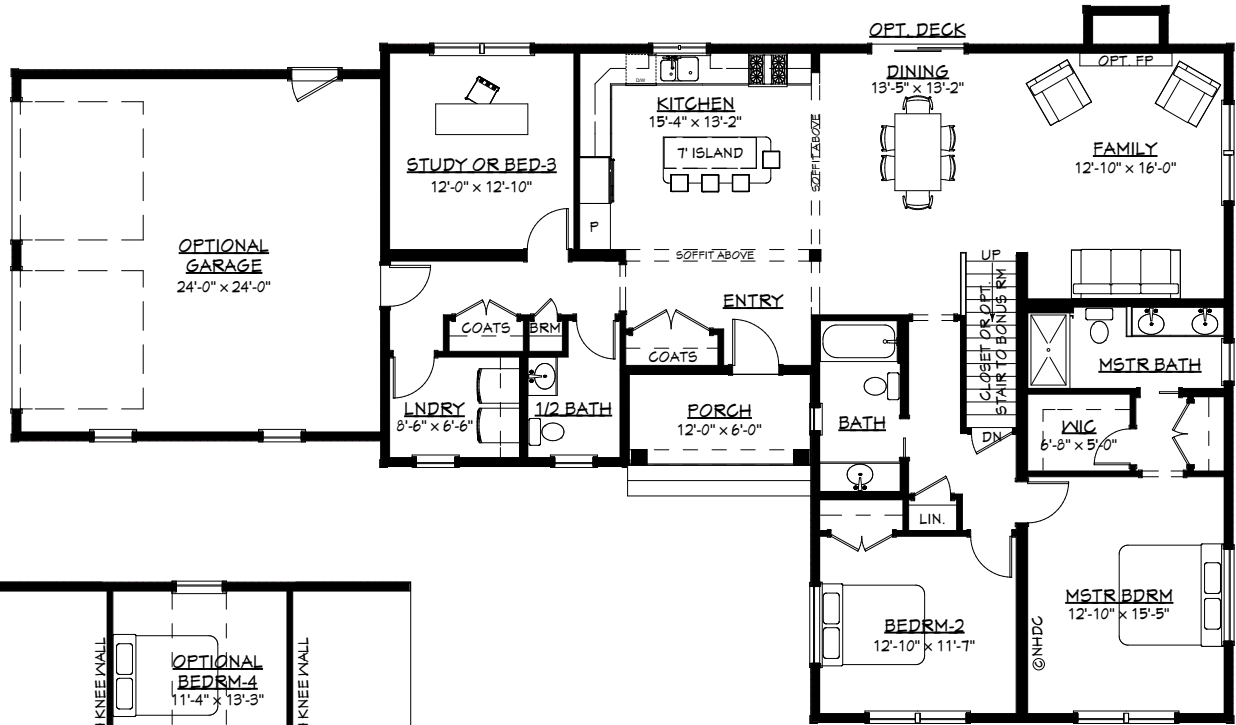 OPT. DECK
OPT. FP
DINING
13'-5" x 13'-2"
D/W
KITCHEN
15'-4" x 13'-2"
7' ISLAND
SOFFIT ABOVE
FAMILY
12'-10" x 16'-0"
STUDY OR BED-3
12'-0" x 12'-10"
P
OPTIONAL
GARAGE
24'-0" x 24'-0"
SOFFIT ABOVE
UP
ENTRY
CLOSET OR OPT.
STAIR TO BONUS RM
DN
COATS
BRM
COATS
MSTR BATH
LNDRY
8'-6" x 6'-6"
1/2 BATH
PORCH
12'-0" x 6'-0"
BATH
WIC
6'-8" x 5'-0"
LIN.
MSTR BDRM
12'-10" x 15'-5"
BEDRM-2
12'-10" x 11'-7"
©NHDC
KNEE WALL
OPTIONAL
BEDRM-4
11'-4" x 13'-3"
KNEE WALL